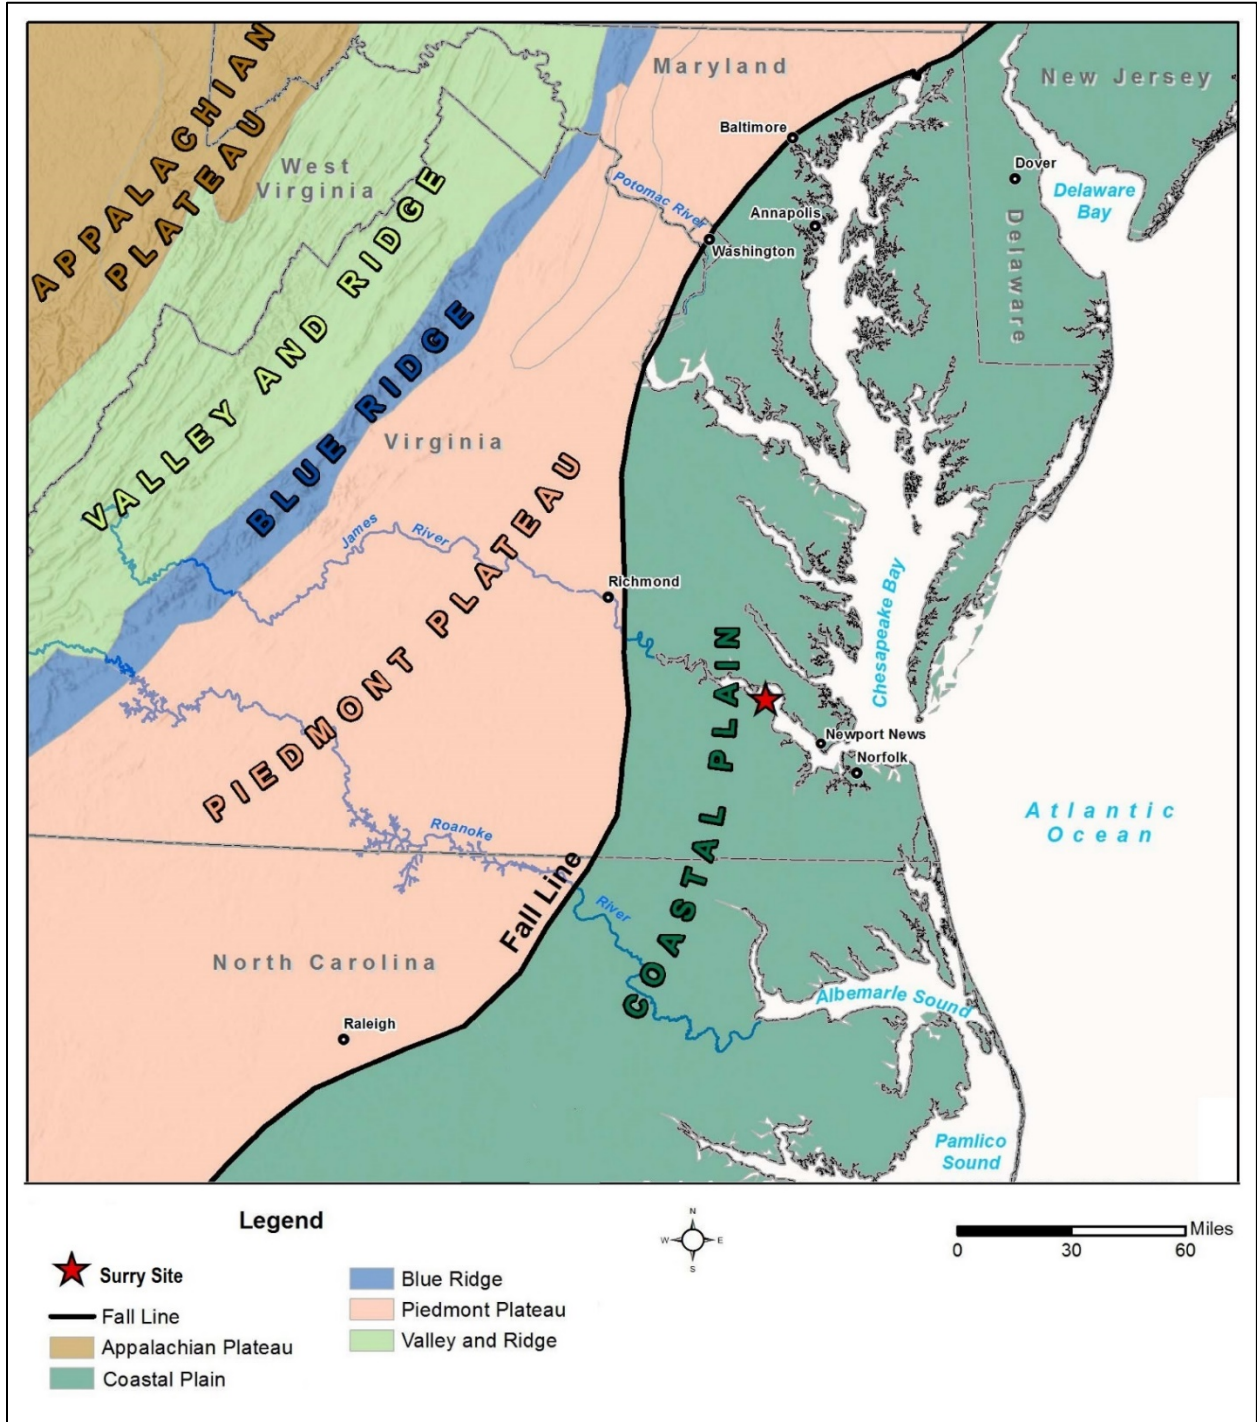 Maryland
New Jersey
APPALACHIAN
PLATEAU
West
Virginia
Baltimore
Dover
Delaware
Bay
Potomac River
Annapolis
Washington
Delaware
VALLEY AND RIDGE
BLUE RIDGE
Virginia
James
River
Richmond
PIEDMONT PLATEAU
Chesapeake Bay
COASTAL PLAIN
Newport News
Norfolk
Atlantic
Ocean
Roanoke
River
Fall Line
North Carolina
Raleigh
Albemarle Sound
Pamlico
Sound
Legend
Surry Site
Fall Line
Appalachian Plateau
Coastal Plain
Blue Ridge
Piedmont Plateau
Valley and Ridge
N
W
E
S
Miles
0
30
60